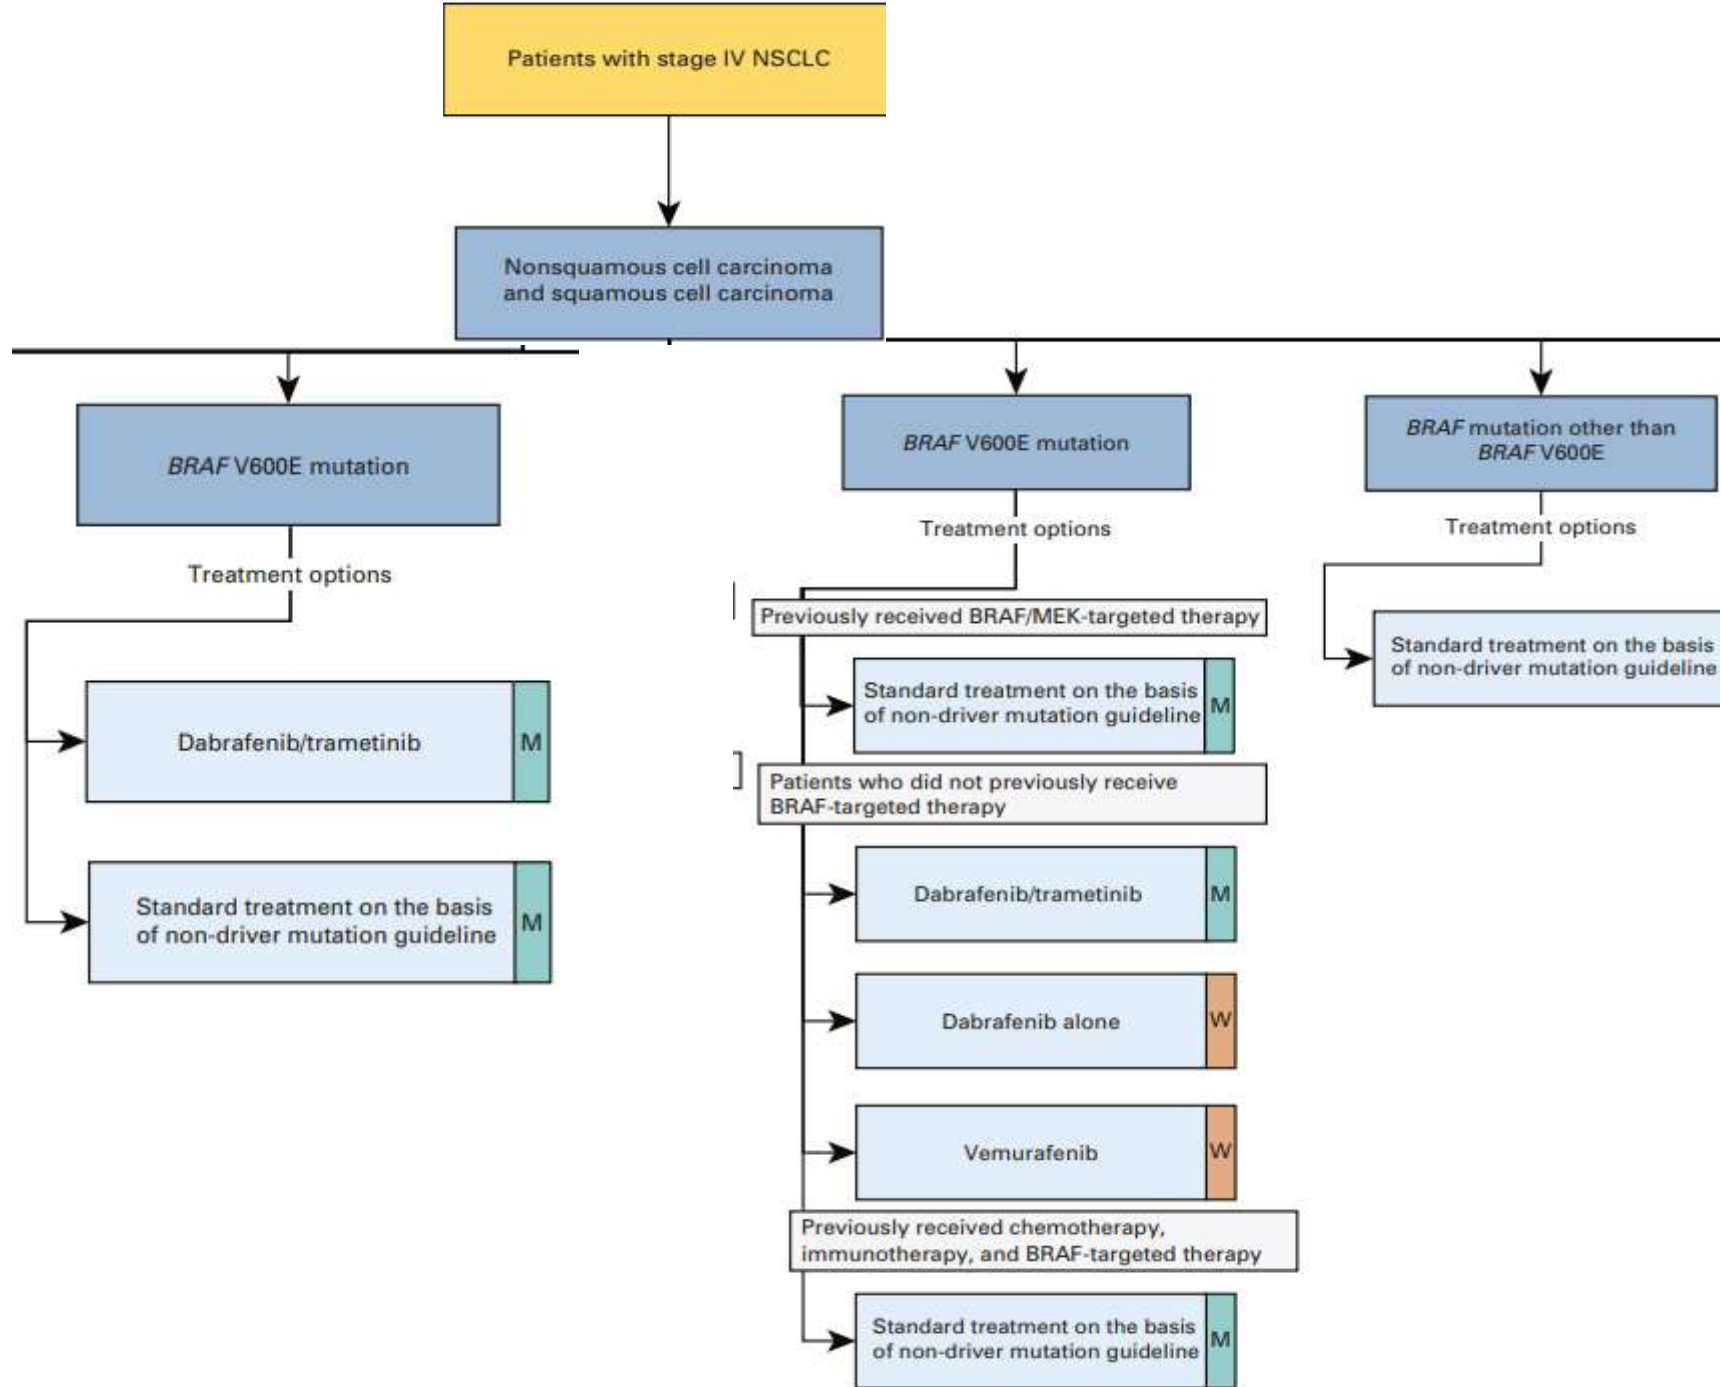 Patients with stage IV NSCLC
Nonsquamous cell carcinoma
and squamous cell carcinoma
BRAF V600E mutation
Treatment options
Dabrafenib/trametinib
M
Standard treatment on the basis
of non-driver mutation guideline
M
BRAF V600E mutation
Treatment options
Previously received BRAF/MEK-targeted therapy
Standard treatment on the basis
of non-driver mutation guideline
M
Patients who did not previously receive
BRAF-targeted therapy
Dabrafenib/trametinib
M
Dabrafenib alone
W
Vemurafenib
W
Previously received chemotherapy,
immunotherapy, and BRAF-targeted therapy
Standard treatment on the basis
of non-driver mutation guideline
M
BRAF mutation other than
BRAF V600E
Treatment options
Standard treatment on the basis
of non-driver mutation guideline